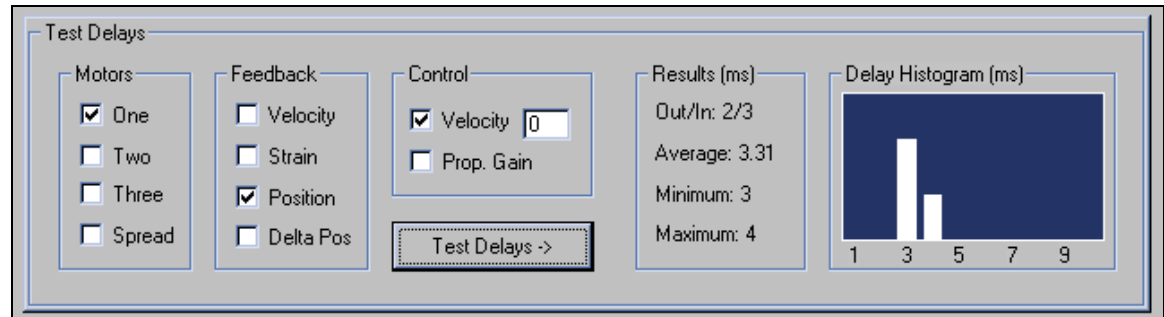 Test Delays
Motors
One
Two
Three
Spread
Feedback
Velocity
Strain
Position
Delta Pos
Control
Velocity 0
Prop. Gain
Test Delays ->
Results (ms)
Out/In: 2/3
Average: 3.31
Minimum: 3
Maximum: 4
Delay Histogram (ms)
1 3 5 7 9